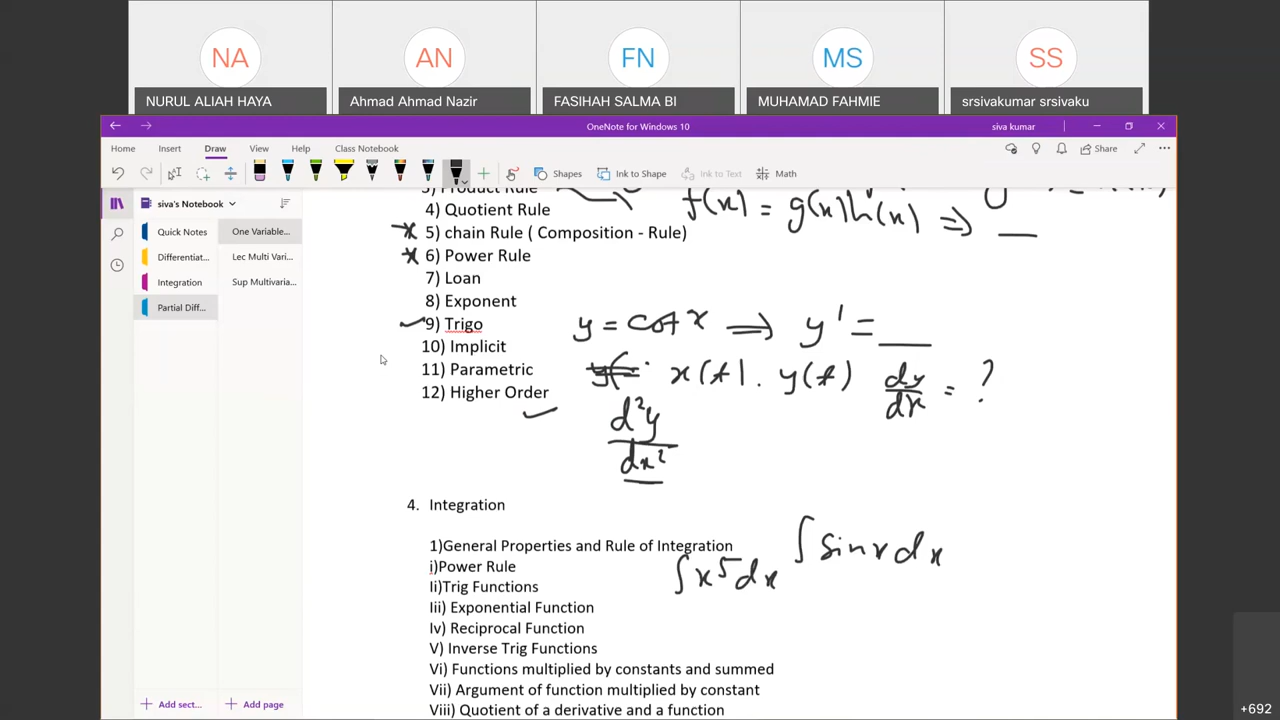 NA AN FN MS SS
NURUL ALIAH HAYA Ahmad Ahmad Nazir FASIHAH SALMA BI MUHAMAD FAHMIE srsivakumar srsivaku
OneNote for Windows 10 siva kumar
Home Insert Draw View Help Class Notebook Share
Shapes Ink to Shape Ink to Text Math
siva's Notebook
Quick Notes
Differentiat...
Integration
Partial Diff...
One Variable...
Lec Multi Vari...
Sup Multivaria...
Product Rule
4) Quotient Rule f(x) = g(x)h(x) ⇒
5) chain Rule ( Composition - Rule)
6) Power Rule
7) Loan
8) Exponent
9) Trigo y = cot x ⇒ y' =
10) Implicit
11) Parametric x(t). y(t) dy/dx = ?
12) Higher Order
d²y/dx²
4. Integration
1)General Properties and Rule of Integration ∫ sin x dx
i)Power Rule ∫ x⁵ dx
Ii)Trig Functions
Iii) Exponential Function
Iv) Reciprocal Function
V) Inverse Trig Functions
Vi) Functions multiplied by constants and summed
Vii) Argument of function multiplied by constant
Viii) Quotient of a derivative and a function
Add sect... Add page
+692